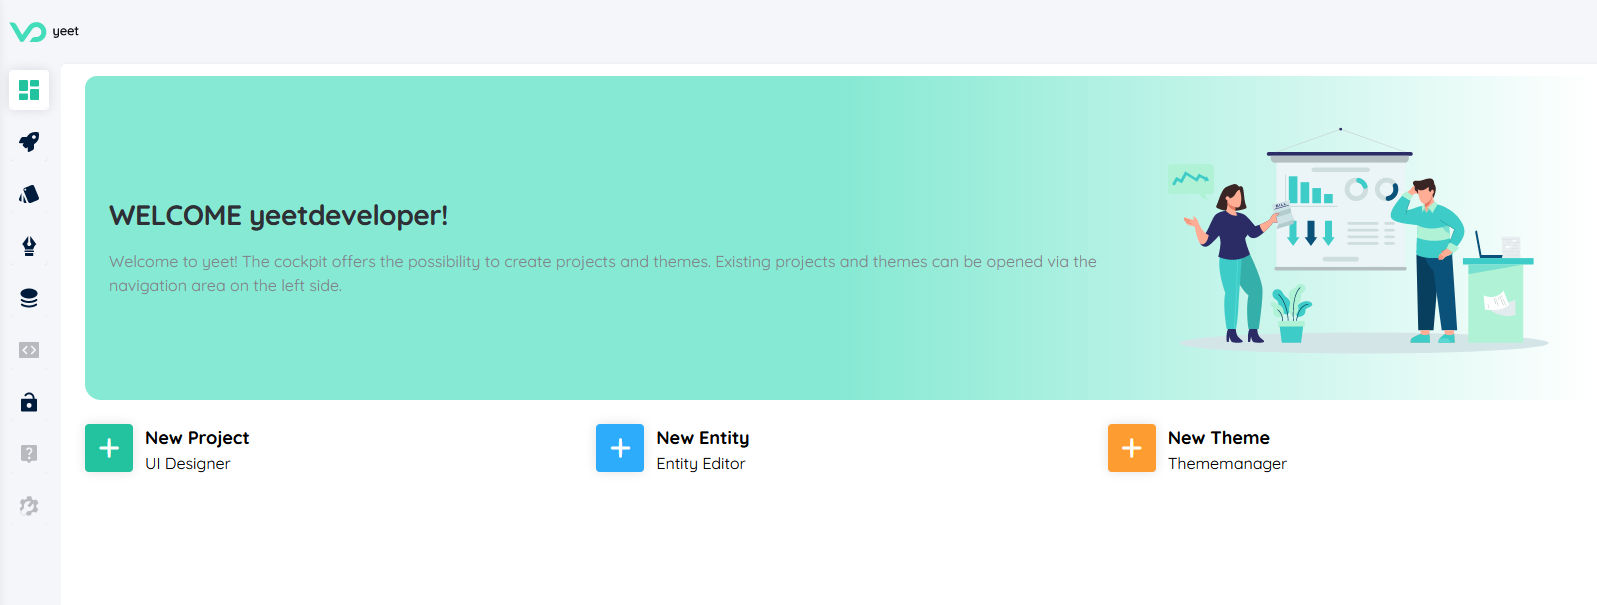 yeet
WELCOME yeetdeveloper!
Welcome to yeet! The cockpit offers the possibility to create projects and themes. Existing projects and themes can be opened via the
navigation area on the left side.
New Project
UI Designer
New Entity
Entity Editor
New Theme
Thememanager